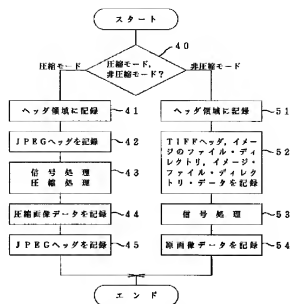 スタート
40
圧縮モード,
非圧縮モード?
圧縮モード
非圧縮モード
ヘッダ領域に記録
41
JPEGヘッダを記録
42
信号処理
圧縮処理
43
圧縮画像データを記録
44
JPEGヘッダを記録
45
ヘッダ領域に記録
51
TIFFヘッダ,イメー
ジのファイル・ディ
レクトリ,イメージ・
ファイル・ディレク
トリ・データを記録
52
信号処理
53
原画像データを記録
54
エンド